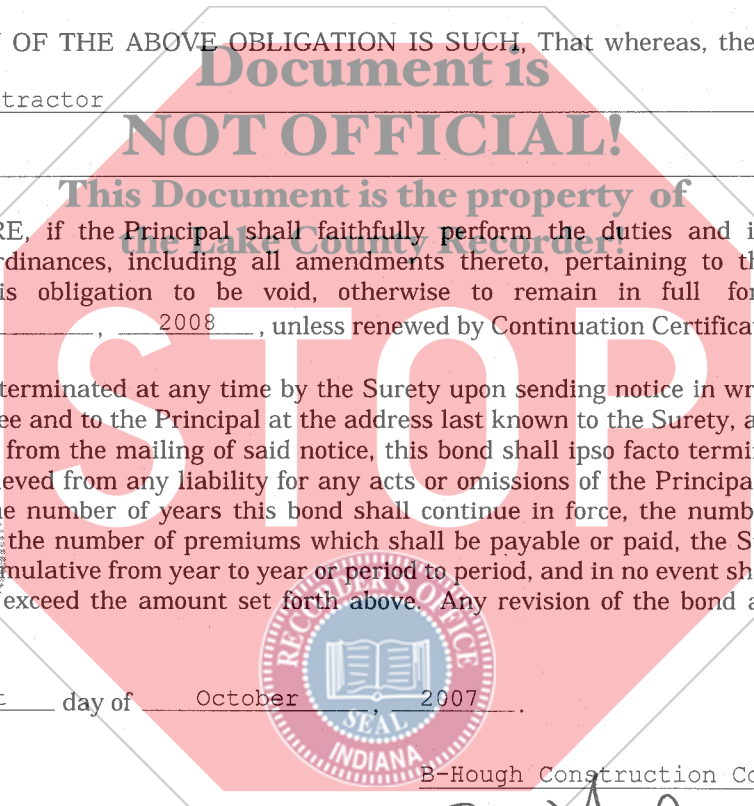 OF THE ABOVE OBLIGATION IS SUCH, That whereas, the
Document is
tractor
NOT OFFICIAL!
This Document is the property of
RE, if the Principal shall faithfully perform the duties and i
the Lake County Recorder!
rdinances, including all amendments thereto, pertaining to th
is obligation to be void, otherwise to remain in full for
, 2008 , unless renewed by Continuation Certifica
STOP
terminated at any time by the Surety upon sending notice in wr
ee and to the Principal at the address last known to the Surety, a
from the mailing of said notice, this bond shall ipso facto termi
ieved from any liability for any acts or omissions of the Principa
e number of years this bond shall continue in force, the numb
the number of premiums which shall be payable or paid, the S
mulative from year to year or period to period, and in no event sh
exceed the amount set forth above. Any revision of the bond a
RECORDER'S OFFICE
SEAL
INDIANA
t day of October , 2007 .
B-Hough Construction Co